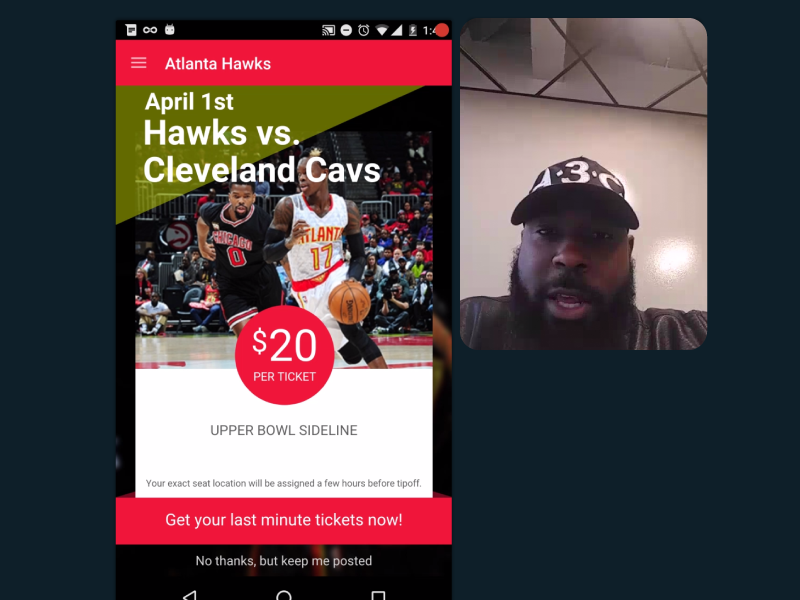 1:4
Atlanta Hawks
April 1st
Hawks vs.
Cleveland Cavs
CHICAGO
0
ATLANTA
17
$20
PER TICKET
UPPER BOWL SIDELINE
Your exact seat location will be assigned a few hours before tipoff.
Get your last minute tickets now!
No thanks, but keep me posted
A·3·C